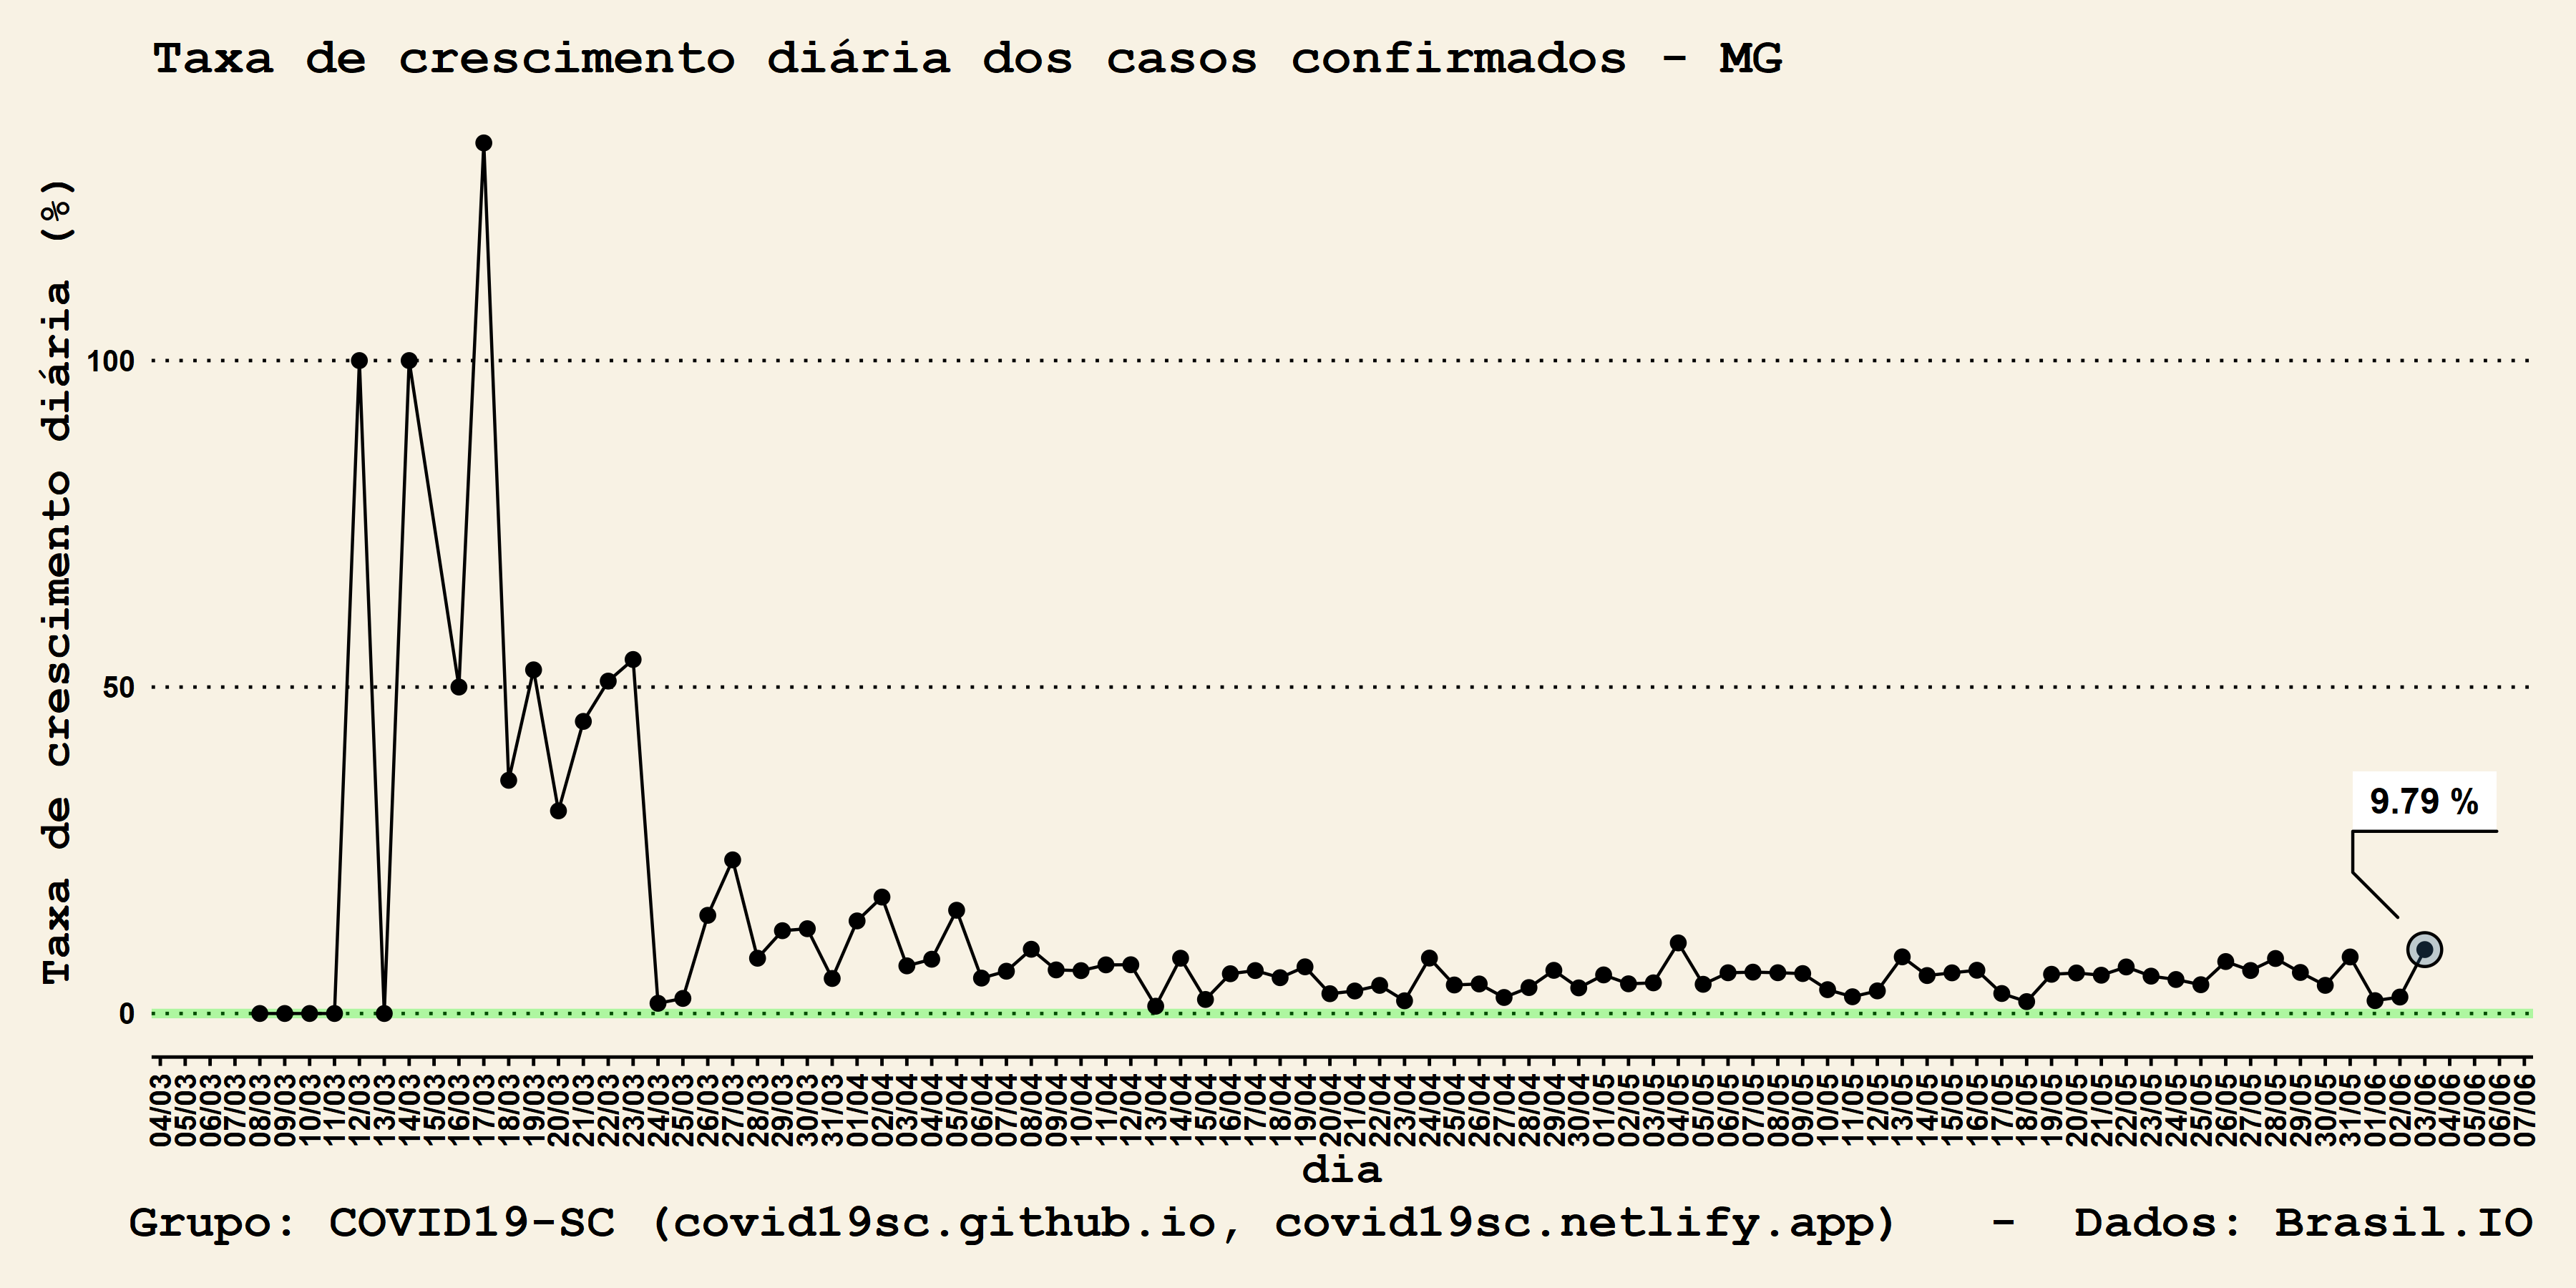 Taxa de crescimento diária dos casos confirmados - MG
Taxa de crescimento diária (%)
100
50
0
9.79 %
04/03 05/03 06/03 07/03 08/03 09/03 10/03 11/03 12/03 13/03 14/03 15/03 16/03 17/03 18/03 19/03 20/03 21/03 22/03 23/03 24/03 25/03 26/03 27/03 28/03 29/03 30/03 31/03 01/04 02/04 03/04 04/04 05/04 06/04 07/04 08/04 09/04 10/04 11/04 12/04 13/04 14/04 15/04 16/04 17/04 18/04 19/04 20/04 21/04 22/04 23/04 24/04 25/04 26/04 27/04 28/04 29/04 30/04 01/05 02/05 03/05 04/05 05/05 06/05 07/05 08/05 09/05 10/05 11/05 12/05 13/05 14/05 15/05 16/05 17/05 18/05 19/05 20/05 21/05 22/05 23/05 24/05 25/05 26/05 27/05 28/05 29/05 30/05 31/05 01/06 02/06 03/06 04/06 05/06 06/06 07/06
dia
Grupo: COVID19-SC (covid19sc.github.io, covid19sc.netlify.app) - Dados: Brasil.IO